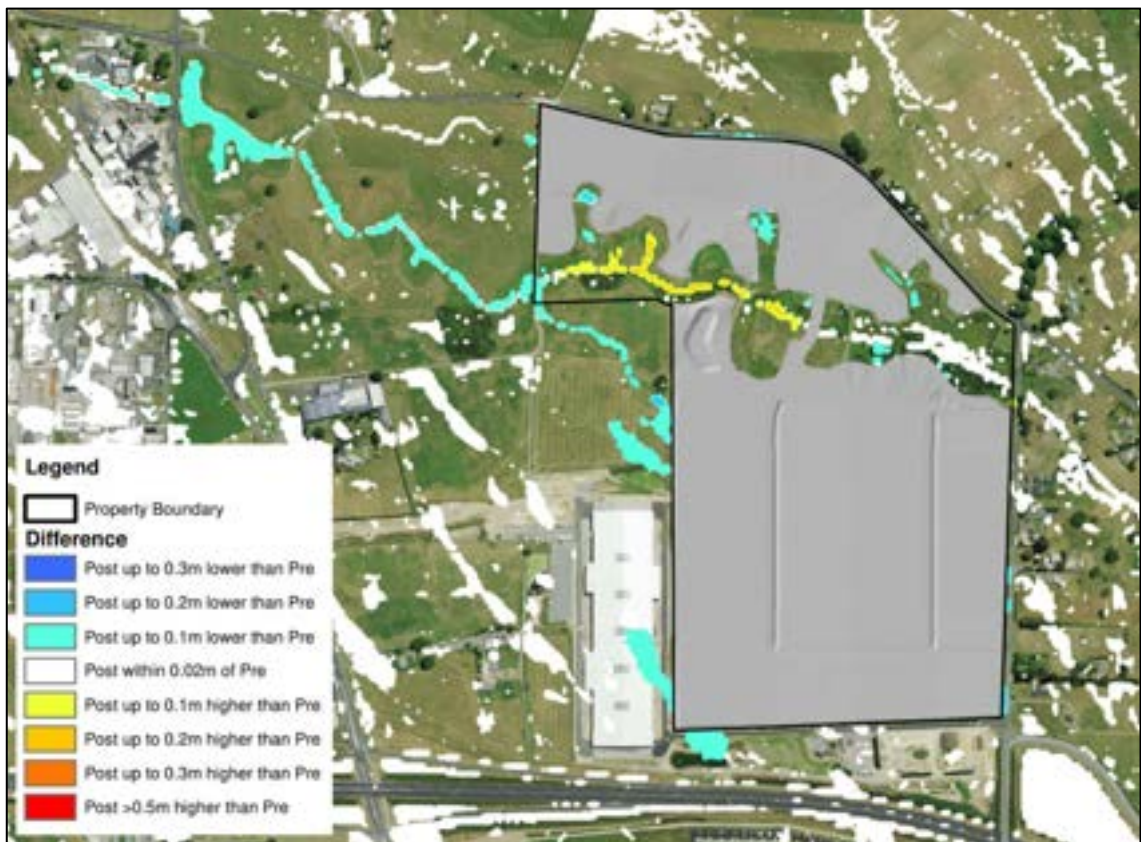 Legend
Property Boundary
Difference
Post up to 0.3m lower than Pre
Post up to 0.2m lower than Pre
Post up to 0.1m lower than Pre
Post within 0.02m of Pre
Post up to 0.1m higher than Pre
Post up to 0.2m higher than Pre
Post up to 0.3m higher than Pre
Post >0.5m higher than Pre